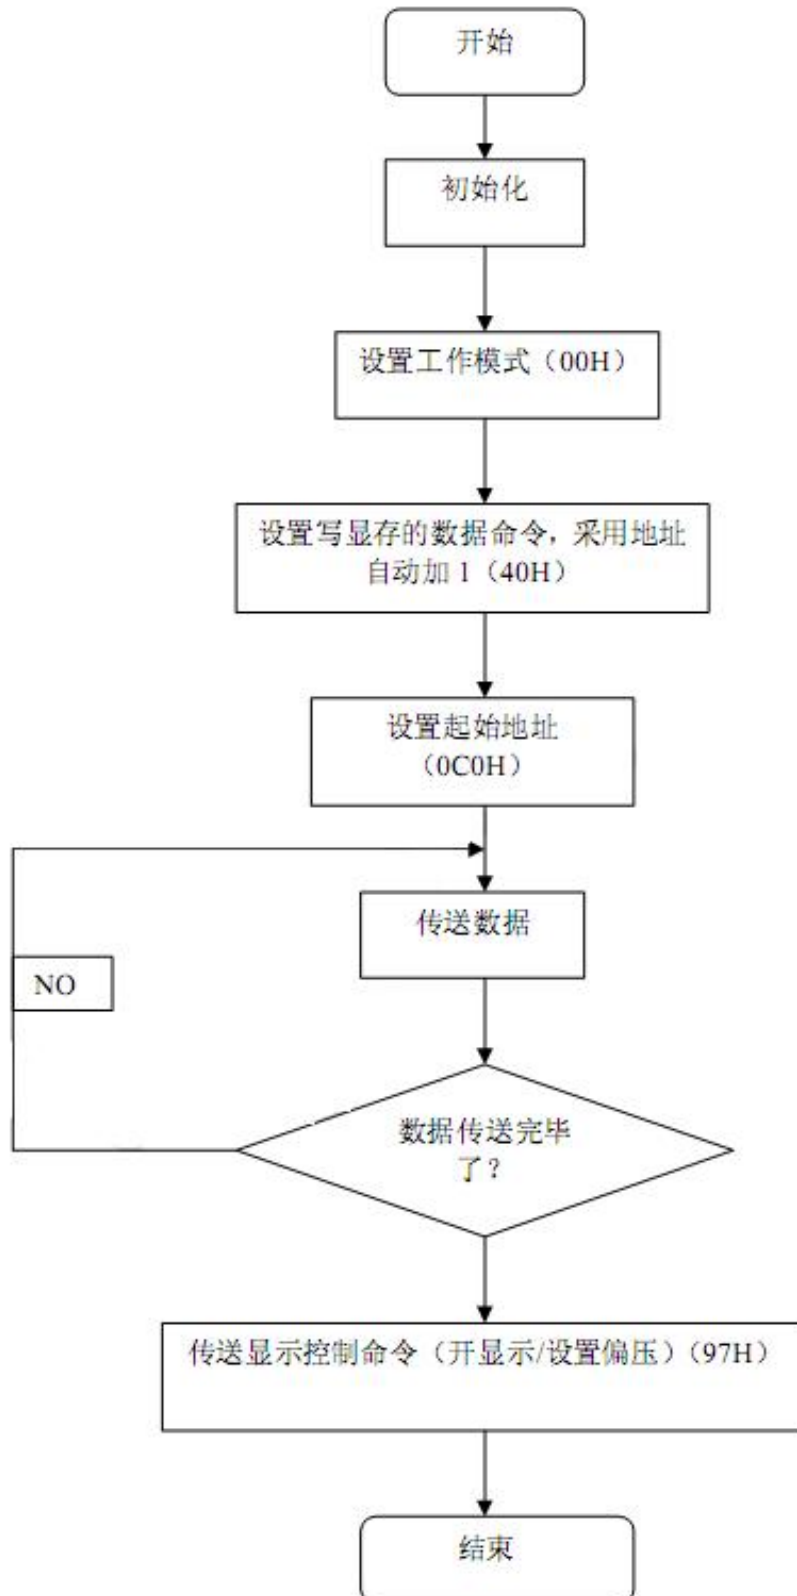 开始
初始化
设置工作模式（00H）
设置写显存的数据命令，采用地址
自动加 1（40H）
设置起始地址
（0C0H）
传送数据
NO
数据传送完毕
了？
传送显示控制命令（开显示/设置偏压）（97H）
结束